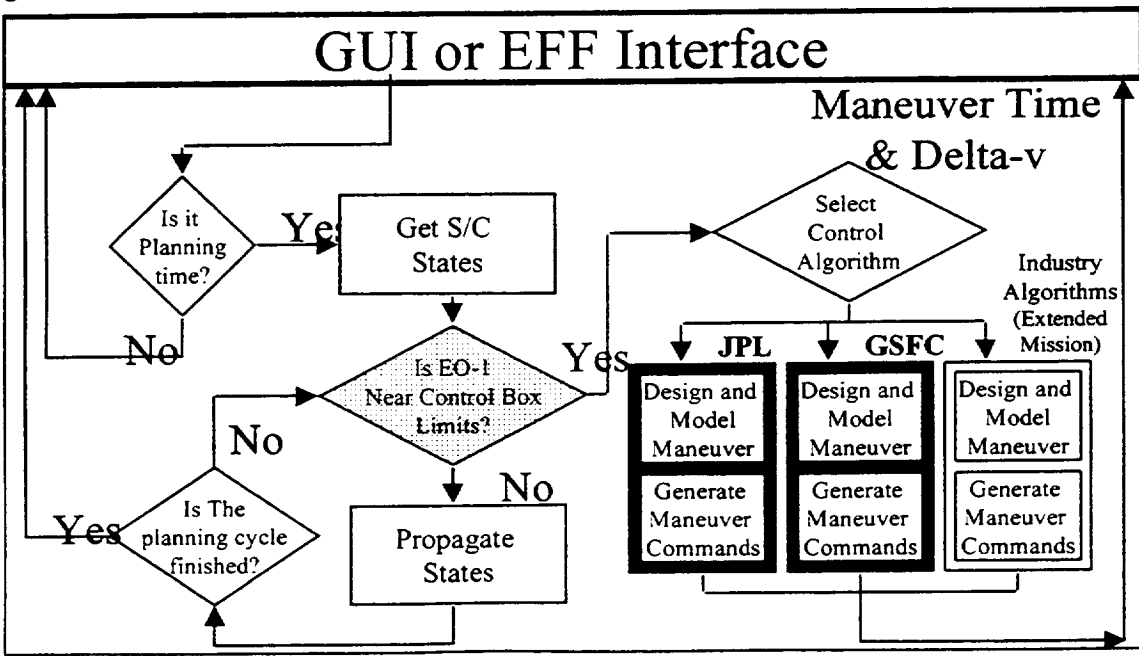 GUI or EFF Interface
Maneuver Time
& Delta-v
Is it
Planning
time?
Yes
Get S/C
States
Select
Control
Algorithm
Industry
Algorithms
(Extended
Mission)
No
Is EO-1
Near Control Box
Limits?
Yes
JPL
GSFC
Design and
Model
Maneuver
Design and
Model
Maneuver
Design and
Model
Maneuver
No
No
Generate
Maneuver
Commands
Generate
Maneuver
Commands
Generate
Maneuver
Commands
Yes
Is The
planning cycle
finished?
Propagate
States